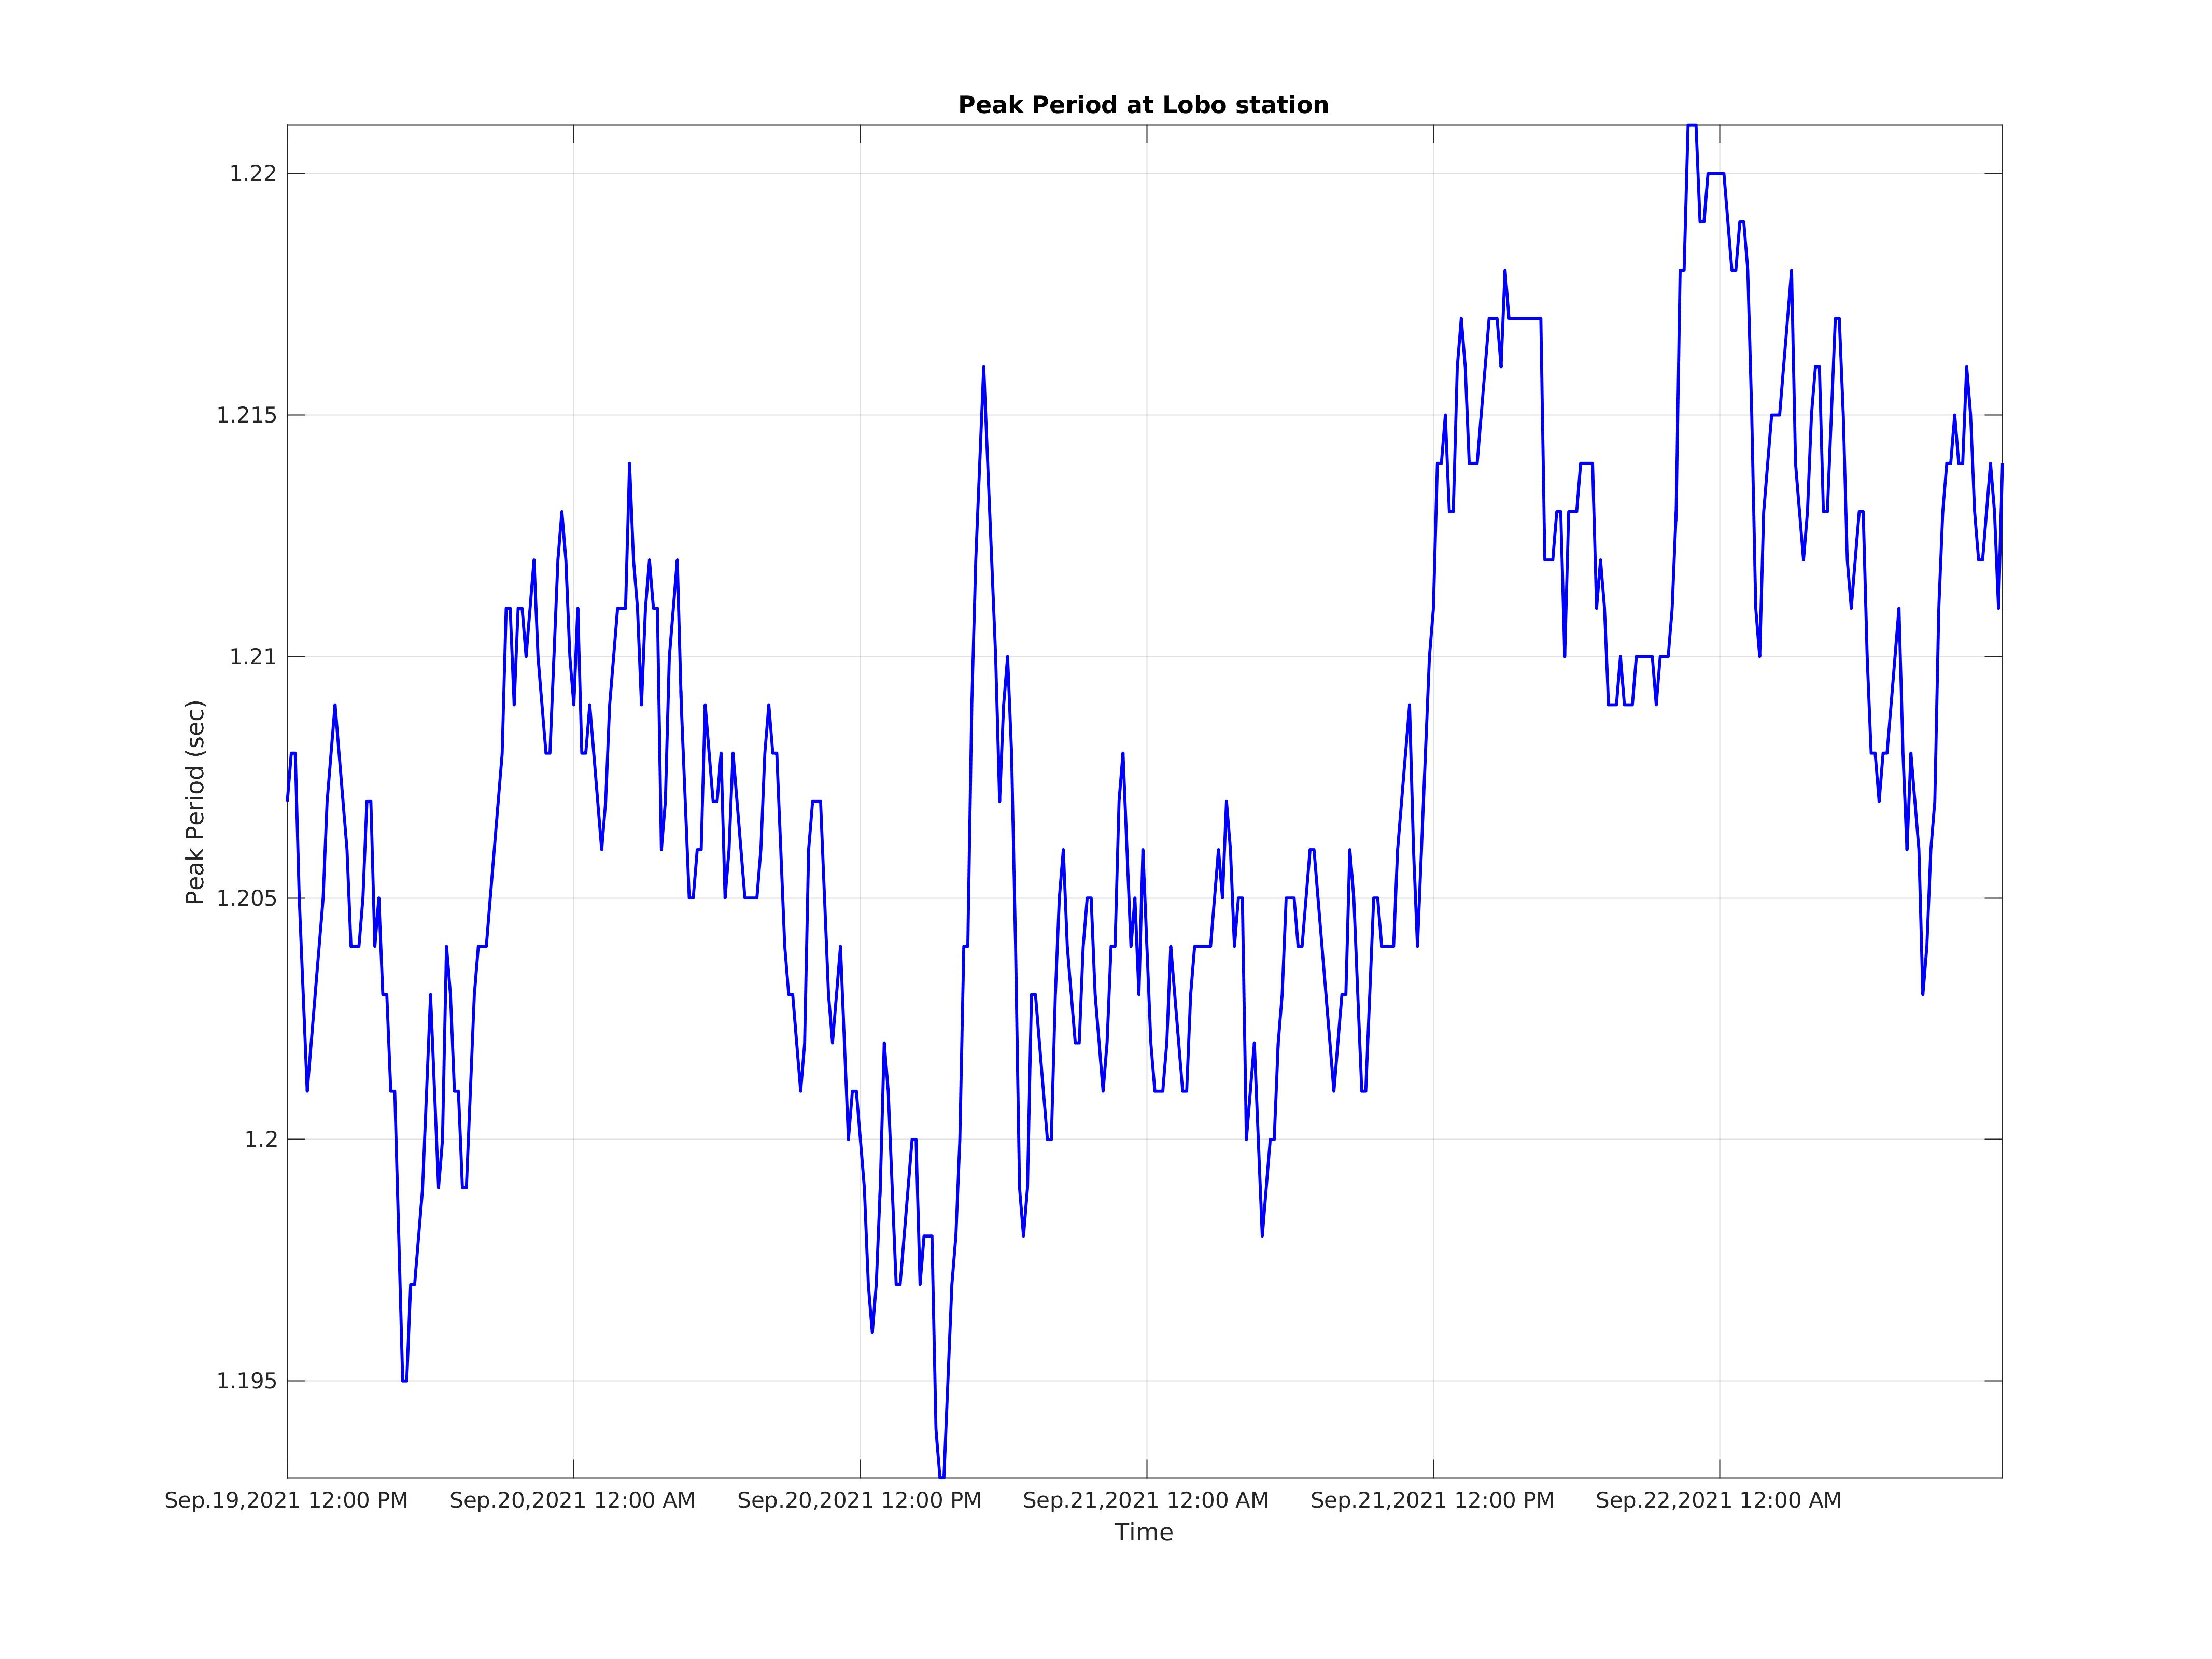 Peak Period at Lobo station
1.22
1.215
1.21
1.205
1.2
1.195
Peak Period (sec)
Sep.19,2021 12:00 PM Sep.20,2021 12:00 AM Sep.20,2021 12:00 PM Sep.21,2021 12:00 AM Sep.21,2021 12:00 PM Sep.22,2021 12:00 AM
Time